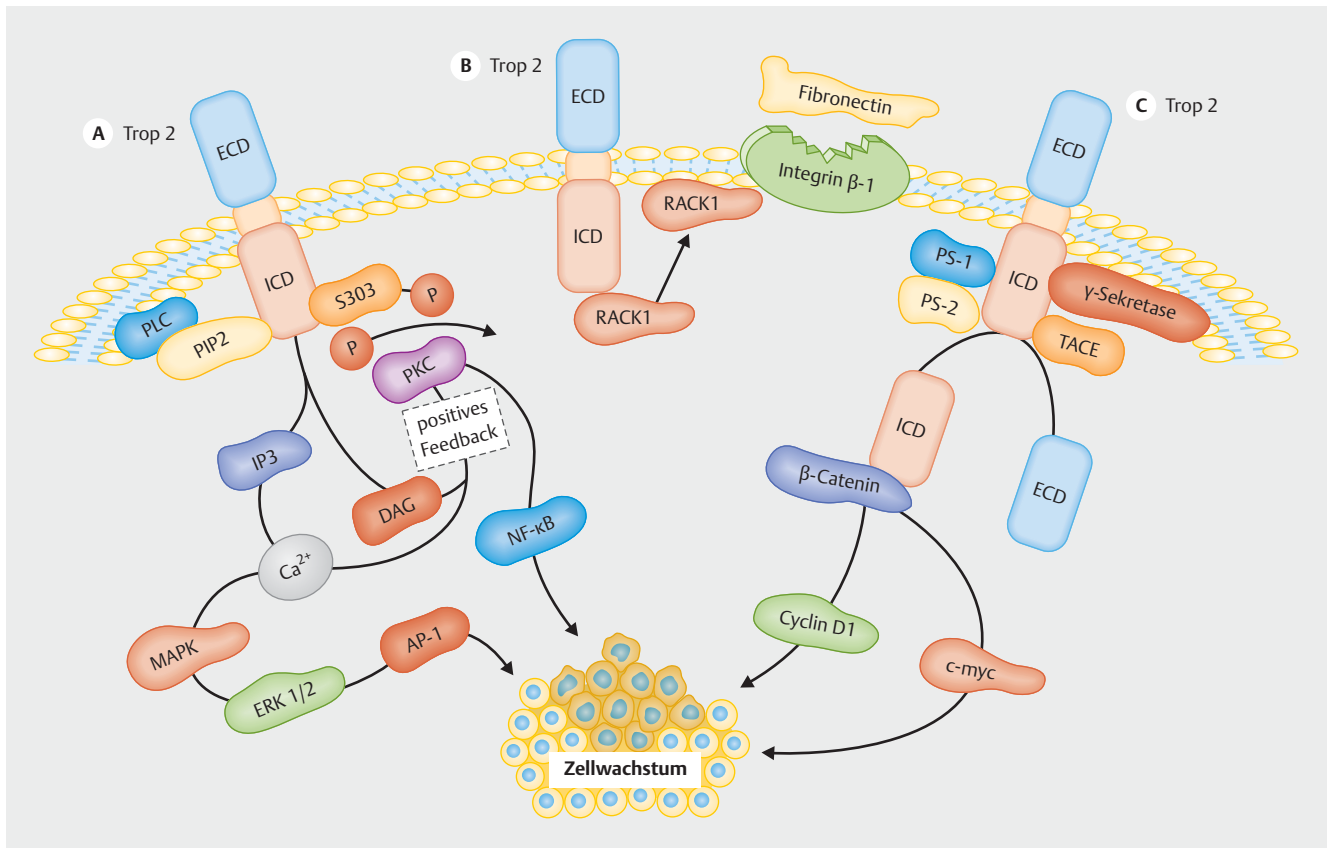 A Trop 2
ECD
ICD
S303
P
P
PLC
PIP2
PKC
positives
Feedback
IP3
DAG
NF-κB
Ca2+
MAPK
ERK 1/2
AP-1
B Trop 2
ECD
ICD
RACK1
RACK1
Fibronectin
Integrin β-1
C Trop 2
ECD
ICD
PS-1
PS-2
γ-Sekretase
TACE
ICD
ECD
β-Catenin
Cyclin D1
c-myc
Zellwachstum